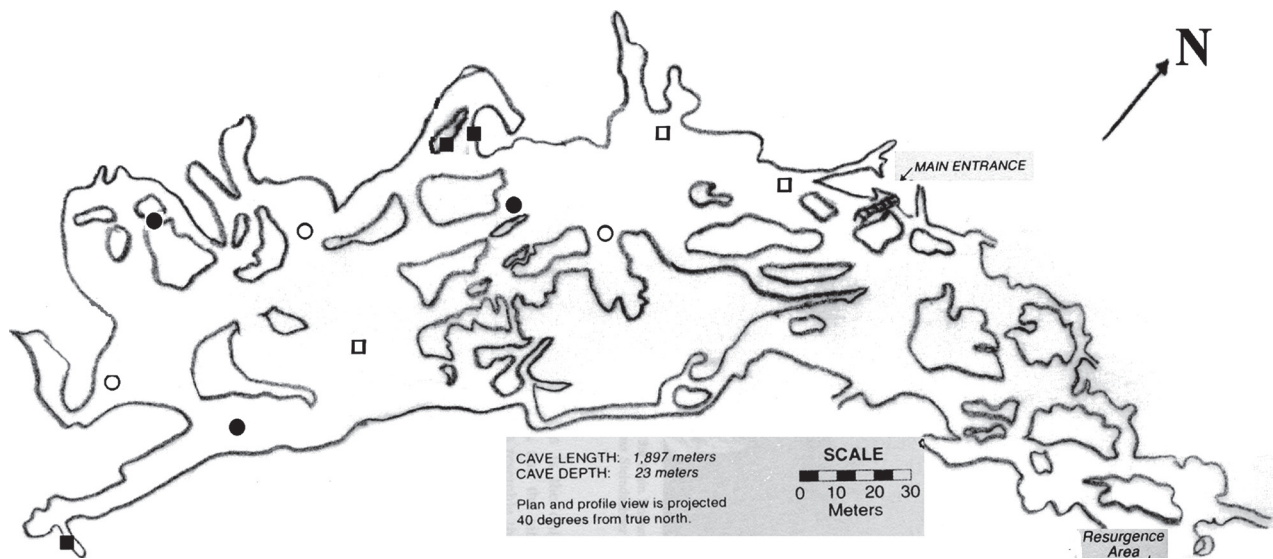 N
MAIN ENTRANCE
CAVE LENGTH: 1,897 meters
CAVE DEPTH: 23 meters
Plan and profile view is projected
40 degrees from true north.
SCALE
0 10 20 30
Meters
Resurgence
Area